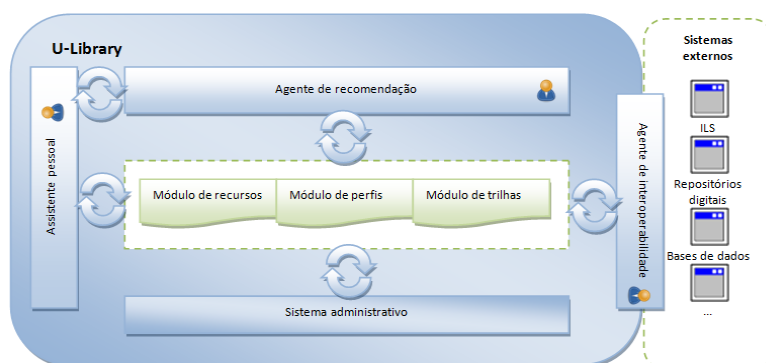 U-Library
Sistemas
externos
Agente de recomendação
Assistente pessoal
Módulo de recursos
Módulo de perfis
Módulo de trilhas
Agente de interoperabilidade
ILS
Repositórios
digitais
Bases de dados
...
Sistema administrativo